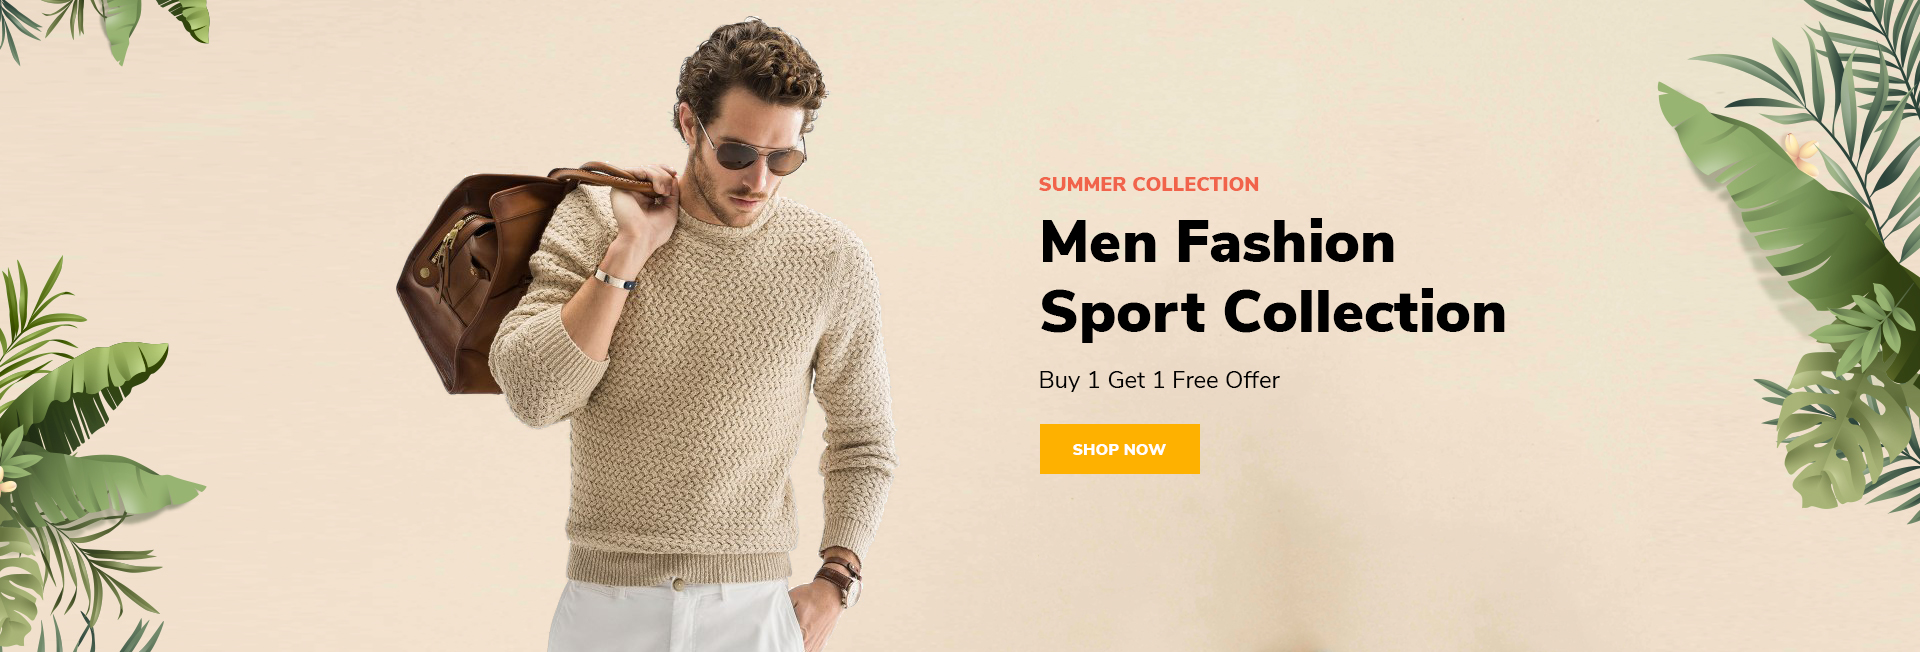 SUMMER COLLECTION
Men Fashion
Sport Collection
Buy 1 Get 1 Free Offer
SHOP NOW